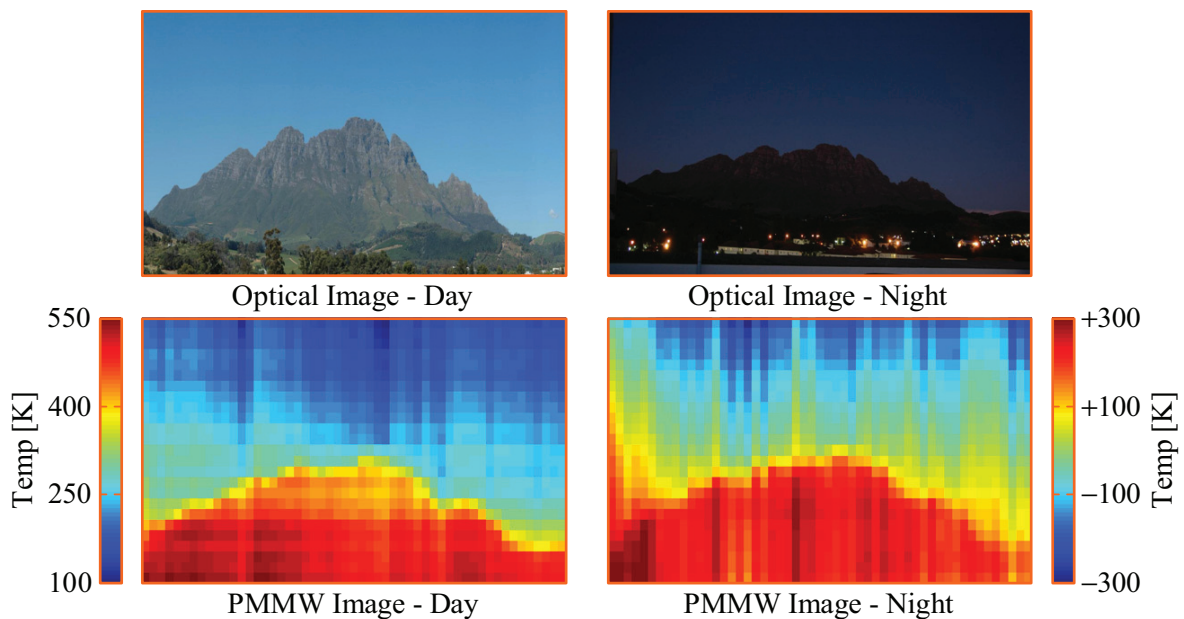 Optical Image - Day
Optical Image - Night
550
400
250
100
Temp [K]
+300
+100
−100
−300
Temp [K]
PMMW Image - Day
PMMW Image - Night